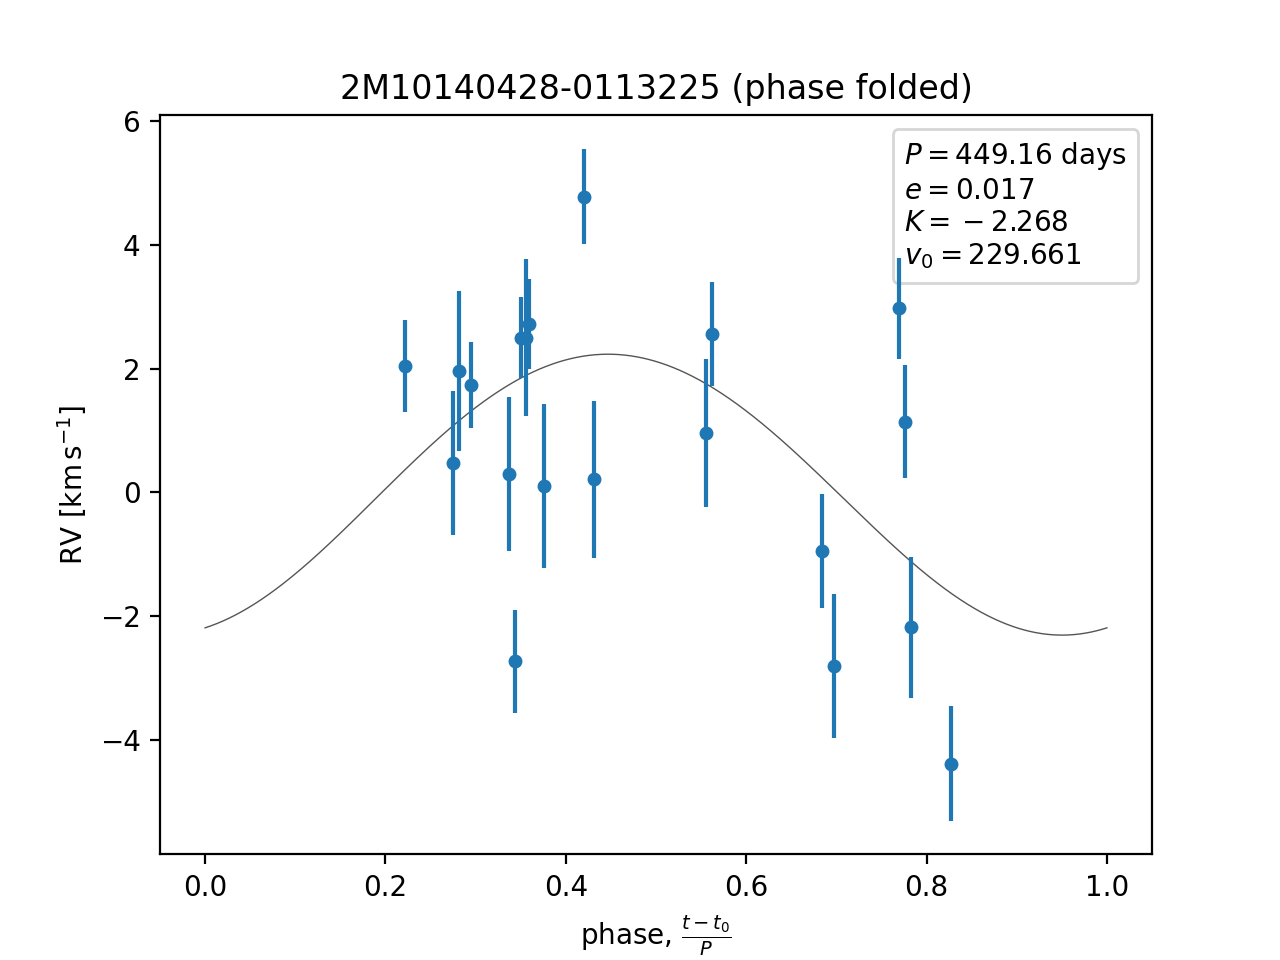 2M10140428-0113225 (phase folded)
P = 449.16 days
e = 0.017
K = −2.268
v₀ = 229.661
6
4
2
0
−2
−4
RV [km s⁻¹]
0.0 0.2 0.4 0.6 0.8 1.0
phase, (t − t₀)/P